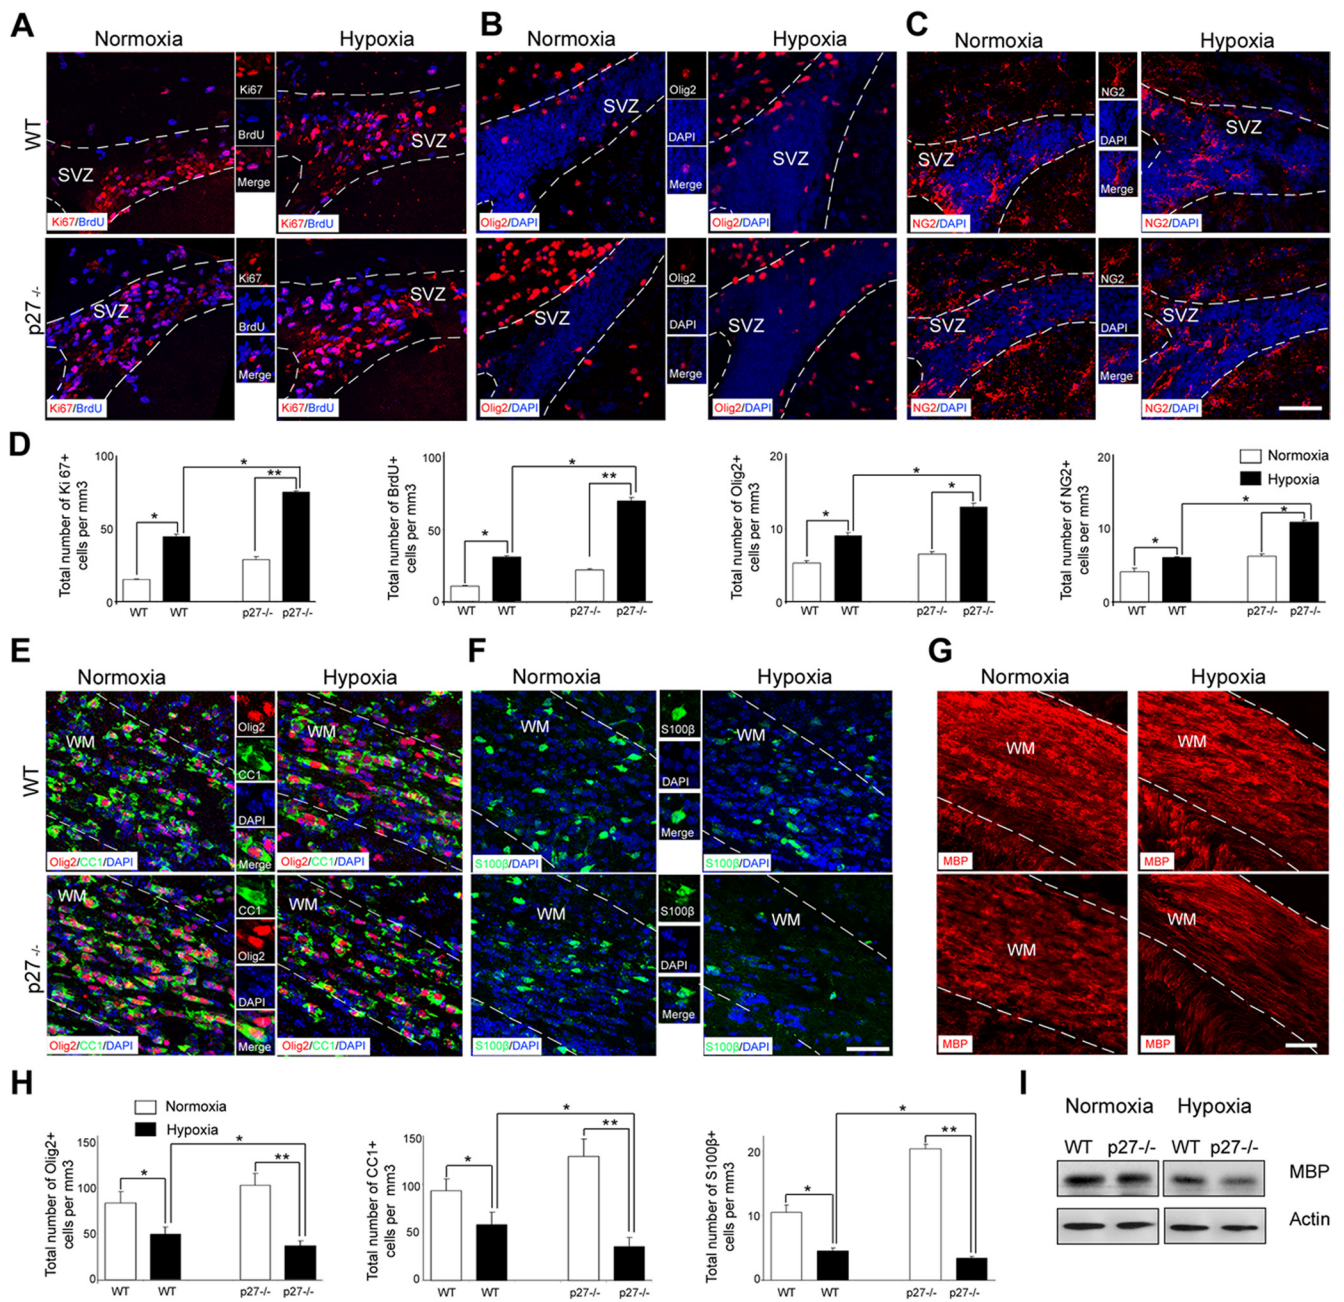 A
B
C
Normoxia
Hypoxia
Normoxia
Hypoxia
Normoxia
Hypoxia
WT
SVZ
Ki67/BrdU
Ki67
BrdU
Merge
SVZ
Ki67/BrdU
SVZ
Olig2/DAPI
Olig2
DAPI
Merge
SVZ
Olig2/DAPI
SVZ
NG2/DAPI
NG2
DAPI
Merge
SVZ
NG2/DAPI
p27 -/-
SVZ
Ki67/BrdU
Ki67
BrdU
Merge
SVZ
Ki67/BrdU
SVZ
Olig2/DAPI
Olig2
DAPI
Merge
SVZ
Olig2/DAPI
SVZ
NG2/DAPI
NG2
DAPI
Merge
SVZ
NG2/DAPI
D
Total number of Ki 67+
cells per mm3
100
50
0
*
*
**
WT WT p27-/- p27-/-
Total number of BrdU+
cells per mm3
100
50
0
*
*
**
WT WT p27-/- p27-/-
Total number of Olig2+
cells per mm3
20
10
0
*
*
*
WT WT p27-/- p27-/-
Total number of NG2+
cells per mm3
20
10
0
*
*
*
WT WT p27-/- p27-/-
Normoxia
Hypoxia
E
F
G
Normoxia
Hypoxia
Normoxia
Hypoxia
Normoxia
Hypoxia
WT
WM
Olig2/CC1/DAPI
Olig2
CC1
DAPI
Merge
WM
Olig2/CC1/DAPI
WM
S100β/DAPI
S100β
DAPI
Merge
WM
S100β/DAPI
WM
MBP
WM
MBP
p27 -/-
WM
Olig2/CC1/DAPI
CC1
Olig2
DAPI
Merge
WM
Olig2/CC1/DAPI
WM
S100β/DAPI
S100β
DAPI
Merge
WM
S100β/DAPI
WM
MBP
WM
MBP
H
Normoxia
Hypoxia
Total number of Olig2+
cells per mm3
150
100
50
0
*
*
**
WT WT p27-/- p27-/-
Total number of CC1+
cells per mm3
150
100
50
0
*
*
**
WT WT p27-/- p27-/-
Total number of S100β+
cells per mm3
20
10
0
*
*
**
WT WT p27-/- p27-/-
I
Normoxia Hypoxia
WT p27-/- WT p27-/-
MBP
Actin